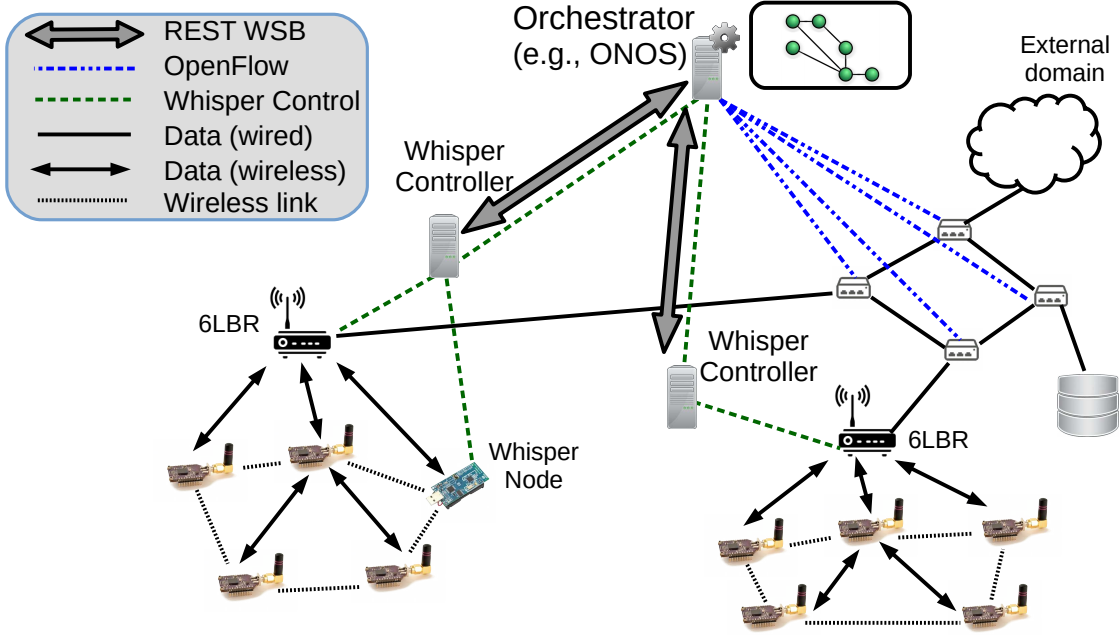 REST WSB
OpenFlow
Whisper Control
Data (wired)
Data (wireless)
Wireless link
Orchestrator
(e.g., ONOS)
External
domain
Whisper
Controller
6LBR
Whisper
Controller
Whisper
Node
6LBR